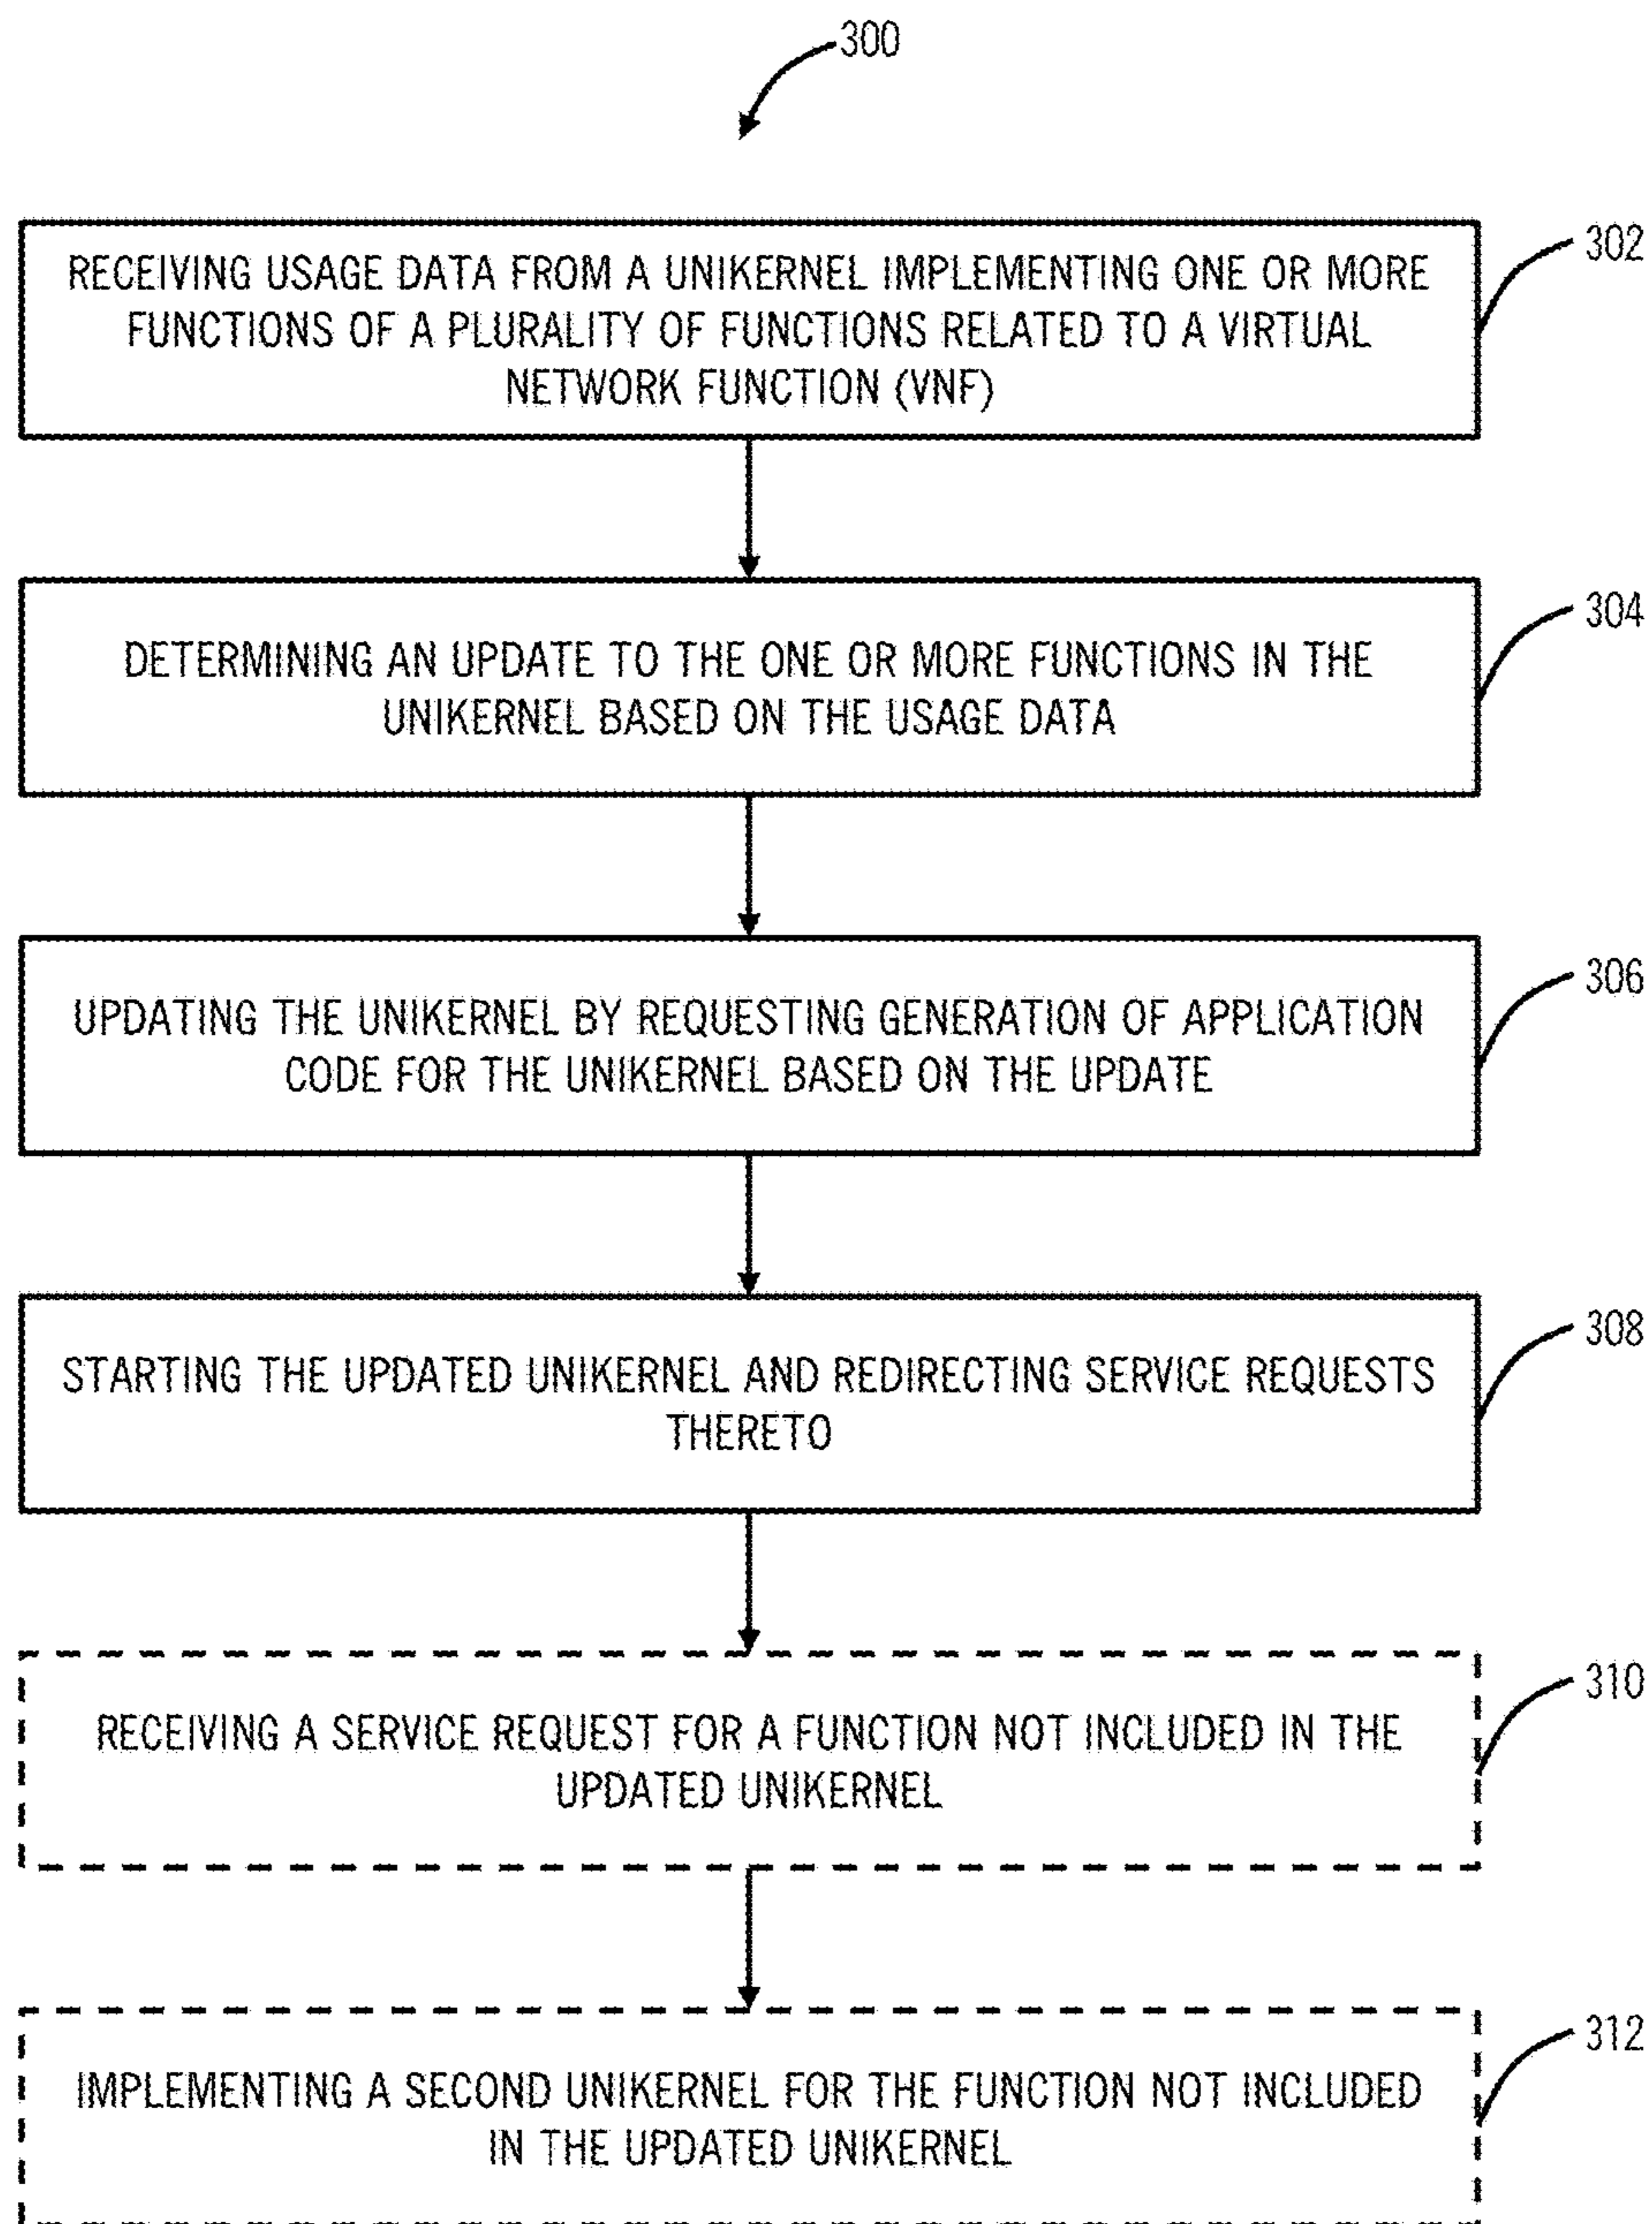 300
302
RECEIVING USAGE DATA FROM A UNIKERNEL IMPLEMENTING ONE OR MORE
FUNCTIONS OF A PLURALITY OF FUNCTIONS RELATED TO A VIRTUAL
NETWORK FUNCTION (VNF)
304
DETERMINING AN UPDATE TO THE ONE OR MORE FUNCTIONS IN THE
UNIKERNEL BASED ON THE USAGE DATA
306
UPDATING THE UNIKERNEL BY REQUESTING GENERATION OF APPLICATION
CODE FOR THE UNIKERNEL BASED ON THE UPDATE
308
STARTING THE UPDATED UNIKERNEL AND REDIRECTING SERVICE REQUESTS
THERETO
310
RECEIVING A SERVICE REQUEST FOR A FUNCTION NOT INCLUDED IN THE
UPDATED UNIKERNEL
312
IMPLEMENTING A SECOND UNIKERNEL FOR THE FUNCTION NOT INCLUDED
IN THE UPDATED UNIKERNEL